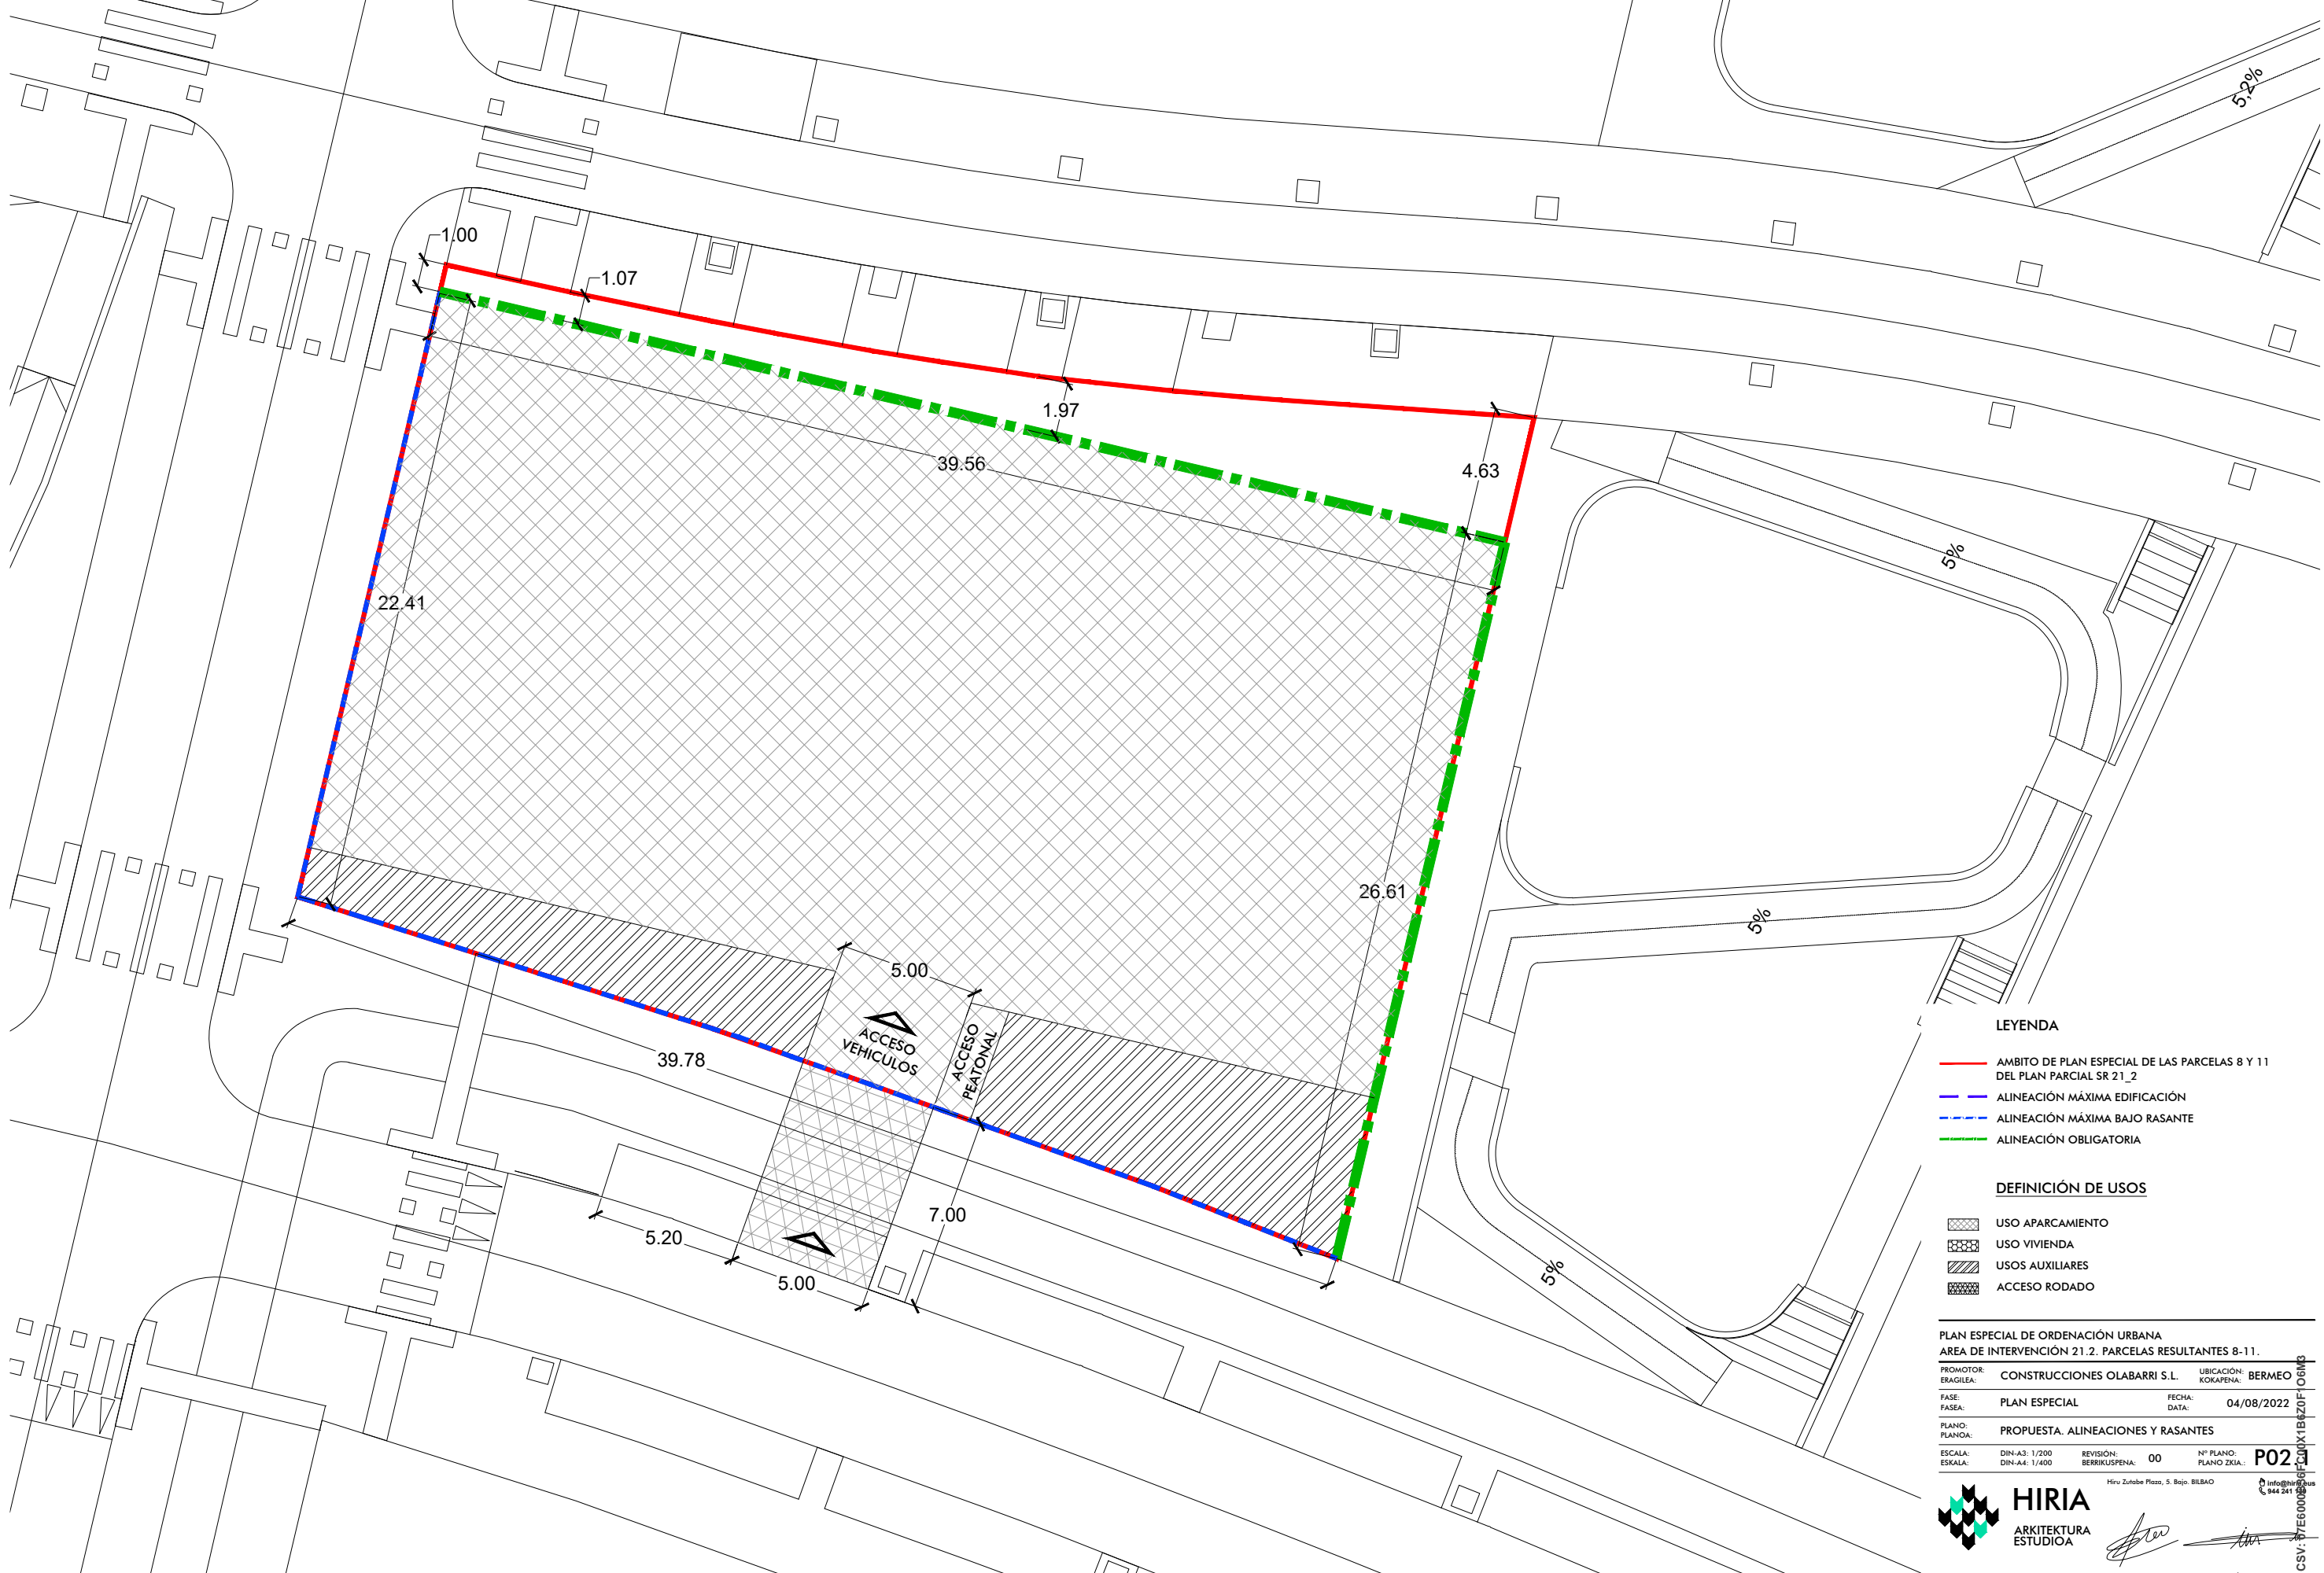 5,2%
1.00
1.07
1.97
39.56
4.63
5%
22.41
26.61
5%
5.00
ACCESO
VEHICULOS
ACCESO
PEATONAL
39.78
7.00
5.20
5.00
5%
LEYENDA
AMBITO DE PLAN ESPECIAL DE LAS PARCELAS 8 Y 11
DEL PLAN PARCIAL SR 21_2
ALINEACIÓN MÁXIMA EDIFICACIÓN
ALINEACIÓN MÁXIMA BAJO RASANTE
ALINEACIÓN OBLIGATORIA
DEFINICIÓN DE USOS
USO APARCAMIENTO
USO VIVIENDA
USOS AUXILIARES
ACCESO RODADO
PLAN ESPECIAL DE ORDENACIÓN URBANA
AREA DE INTERVENCIÓN 21.2. PARCELAS RESULTANTES 8-11.
PROMOTOR: CONSTRUCCIONES OLABARRI S.L. UBICACIÓN: BERMEO
ERAGILEA: KOKAPENA:
FASE: PLAN ESPECIAL FECHA: 04/08/2022
FASEA: DATA:
PLANO: PROPUESTA. ALINEACIONES Y RASANTES
PLANOA:
ESCALA: DIN-A3: 1/200 REVISIÓN: 00 Nº PLANO: P02.1
ESKALA: DIN-A4: 1/400 BERRIKUSPENA: PLANO ZKIA.:
Hiru Zutabe Plaza, 5. Bajo. BILBAO
944 241
HIRIA
ARKITEKTURA
ESTUDIOA
CSV: